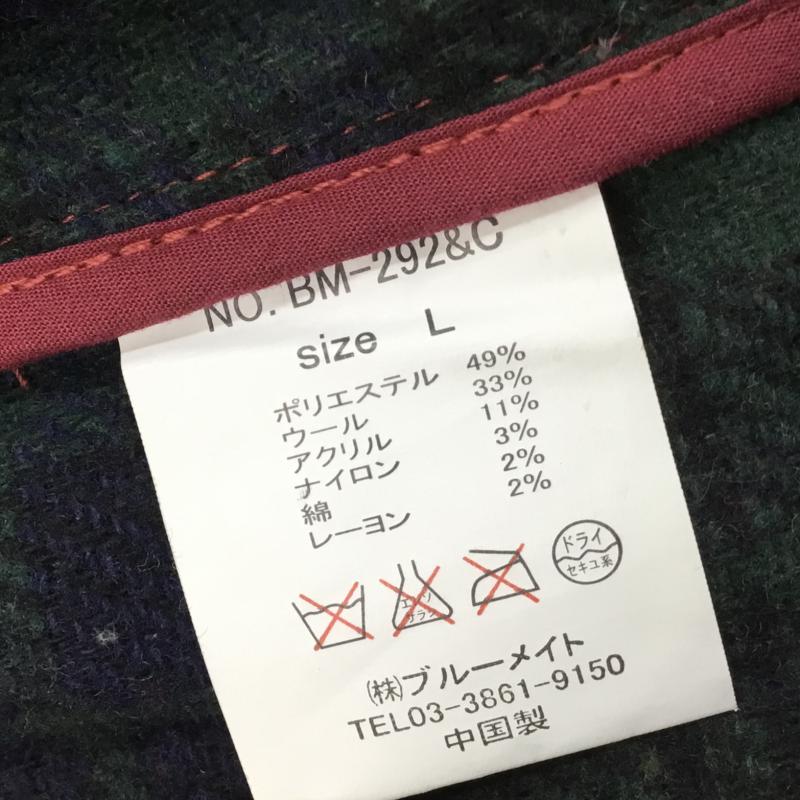 NO. BM-292&C
size L
ポリエステル 49%
ウール 33%
アクリル 11%
ナイロン 3%
綿 2%
レーヨン 2%
エンソ
サラシ
ドライ
セキユ系
(株)ブルーメイト
TEL03-3861-9150
中国製